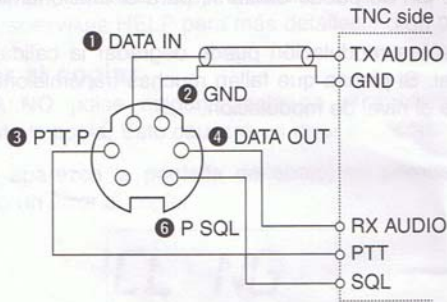 TNC side
❶ DATA IN
TX AUDIO
❷ GND
GND
❸ PTT P
❹ DATA OUT
❻ P SQL
RX AUDIO
PTT
SQL